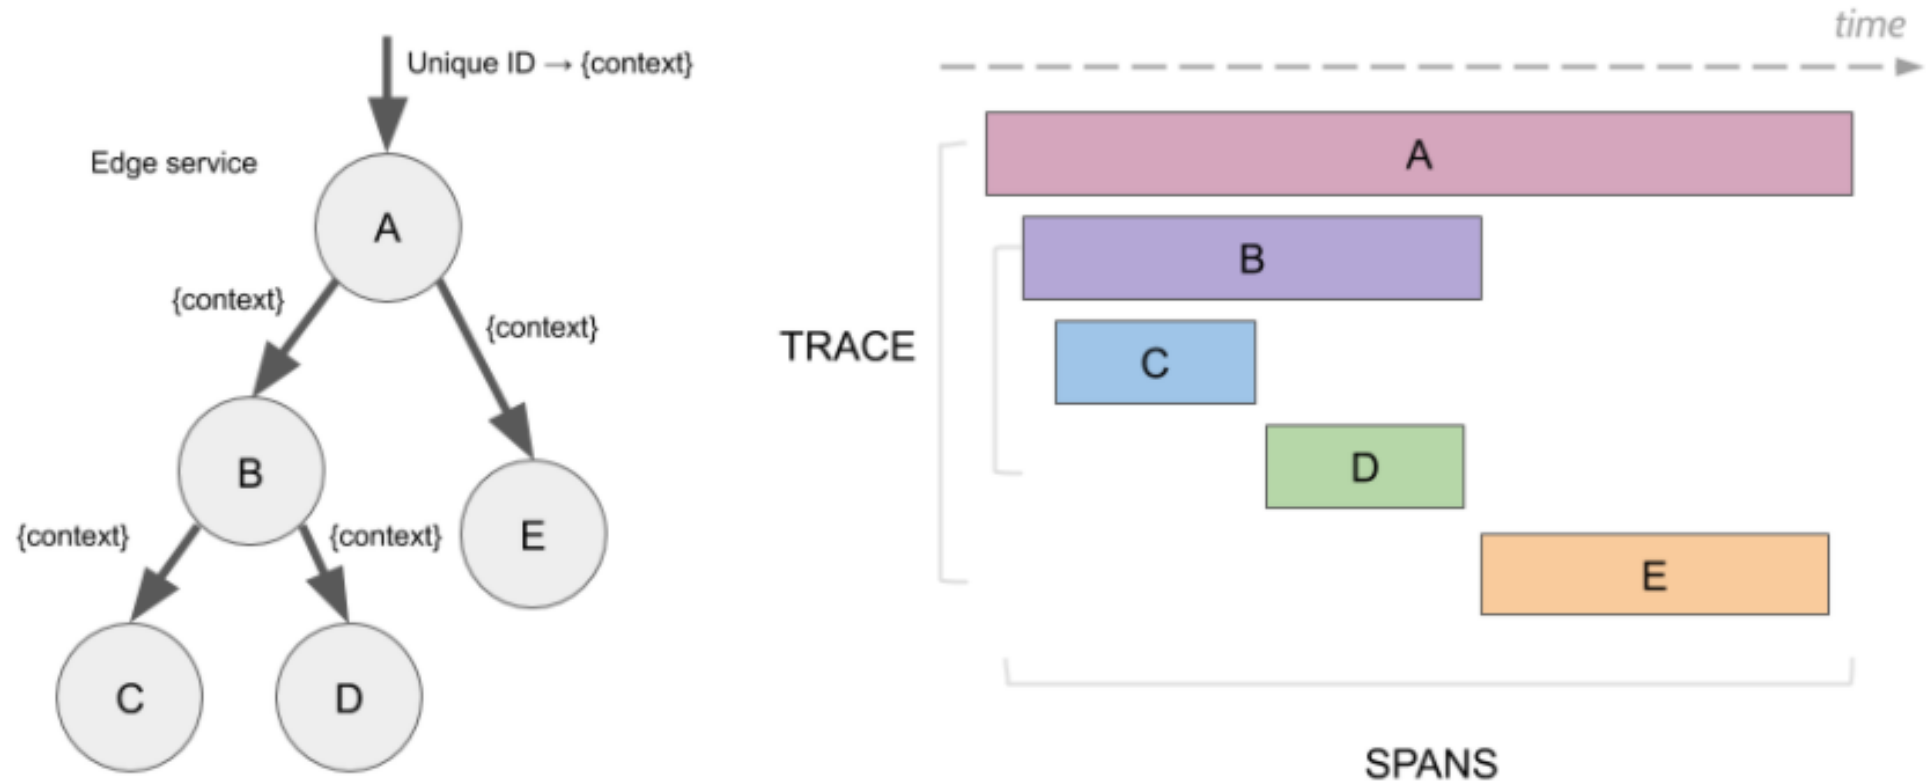 Unique ID → {context}
Edge service
A
{context}
{context}
B
E
{context}
{context}
C
D
time
A
B
C
D
E
TRACE
SPANS